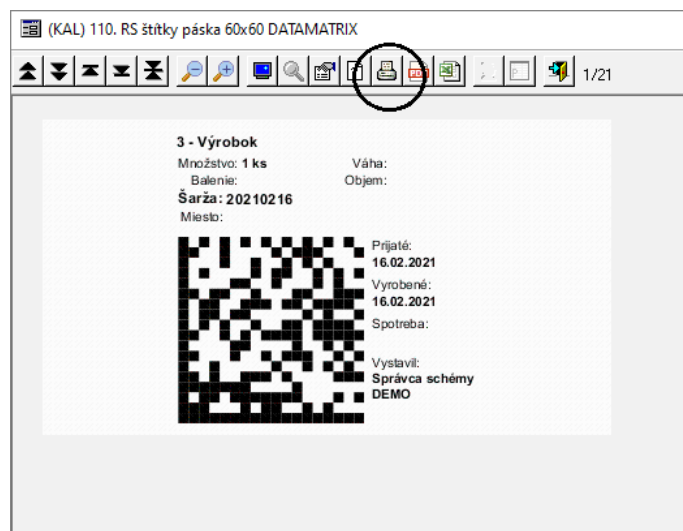 (KAL) 110. RS štítky páska 60x60 DATAMATRIX
1/21
3 - Výrobok
Množstvo: 1 ks Váha:
Balenie: Objem:
Šarža: 20210216
Miesto:
Prijaté:
16.02.2021
Vyrobené:
16.02.2021
Spotreba:
Vystavil:
Správca schémy
DEMO